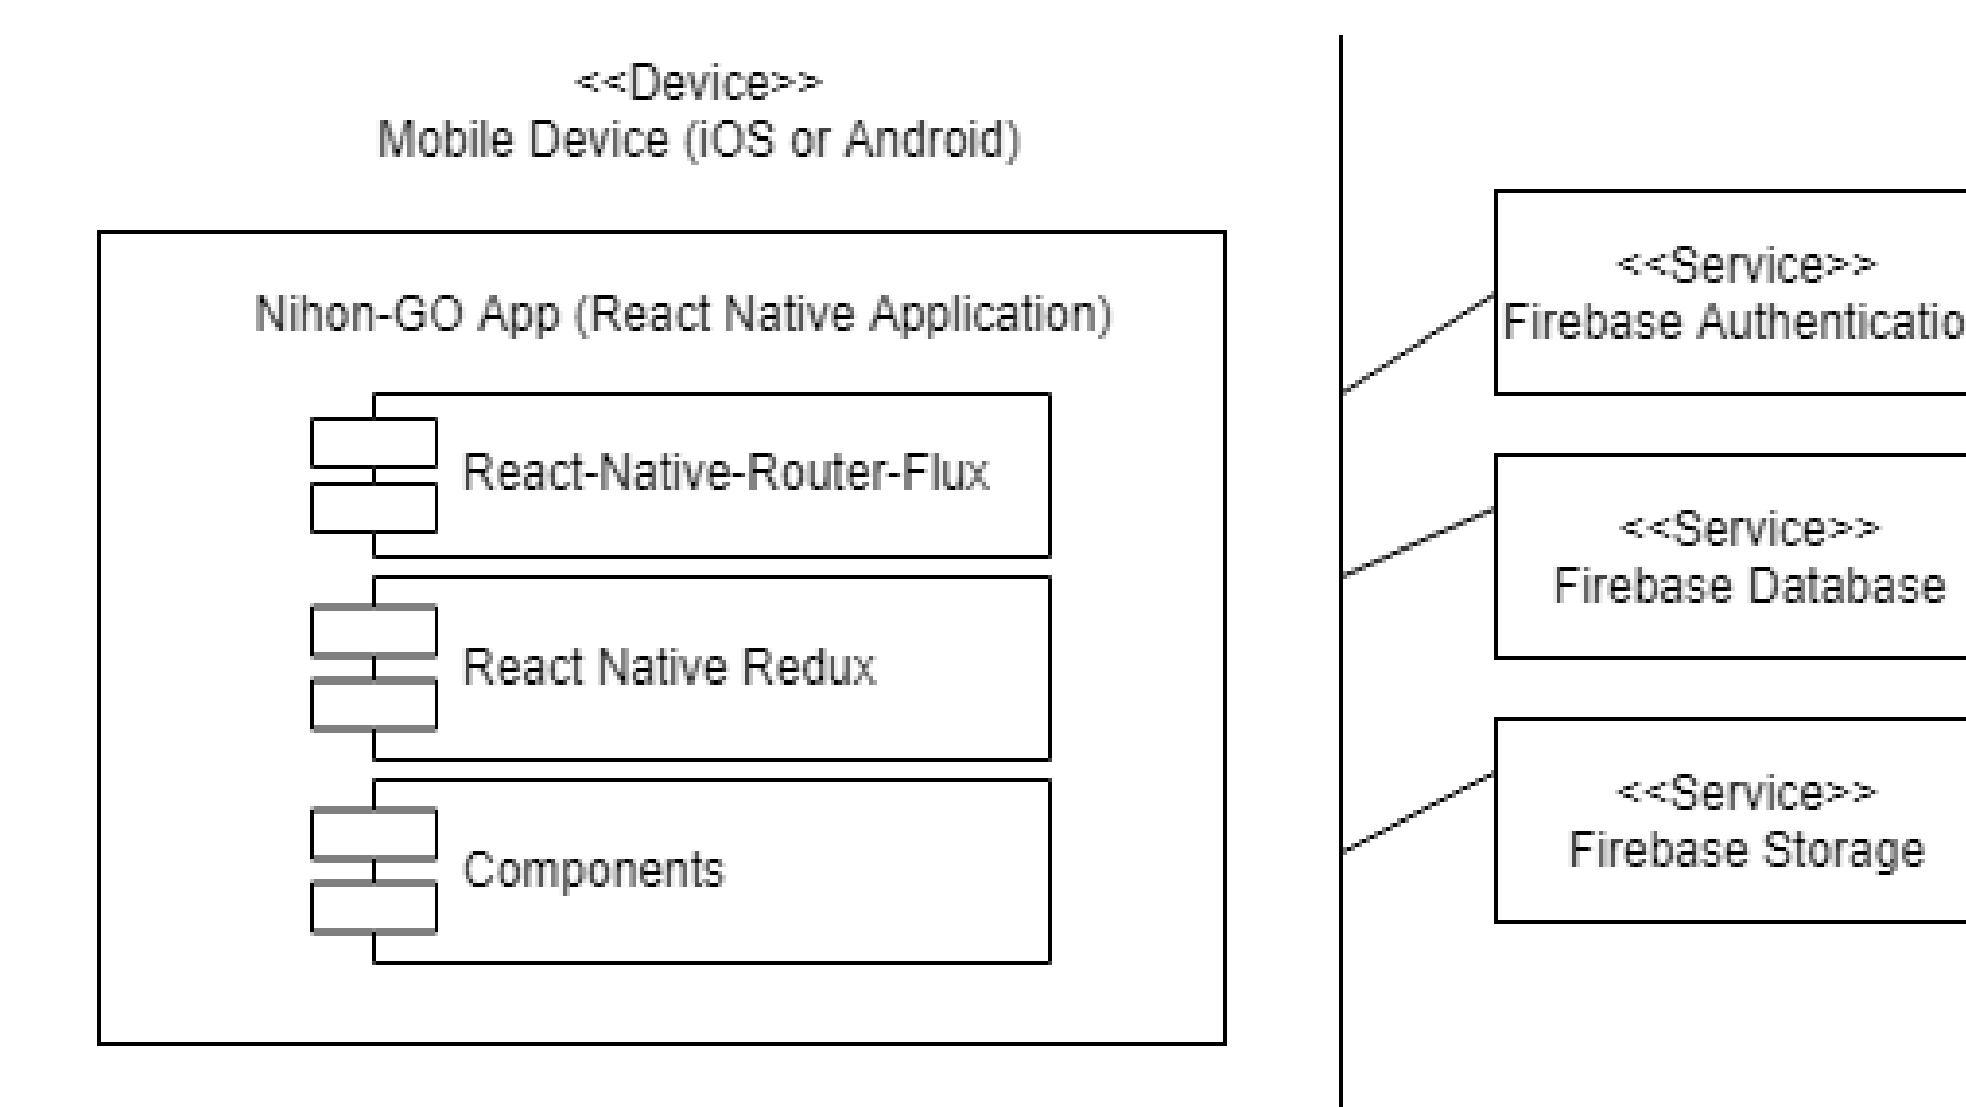 <<Device>>
Mobile Device (iOS or Android)
Nihon-GO App (React Native Application)
React-Native-Router-Flux
React Native Redux
Components
<<Service>>
Firebase Authenticatio
<<Service>>
Firebase Database
<<Service>>
Firebase Storage